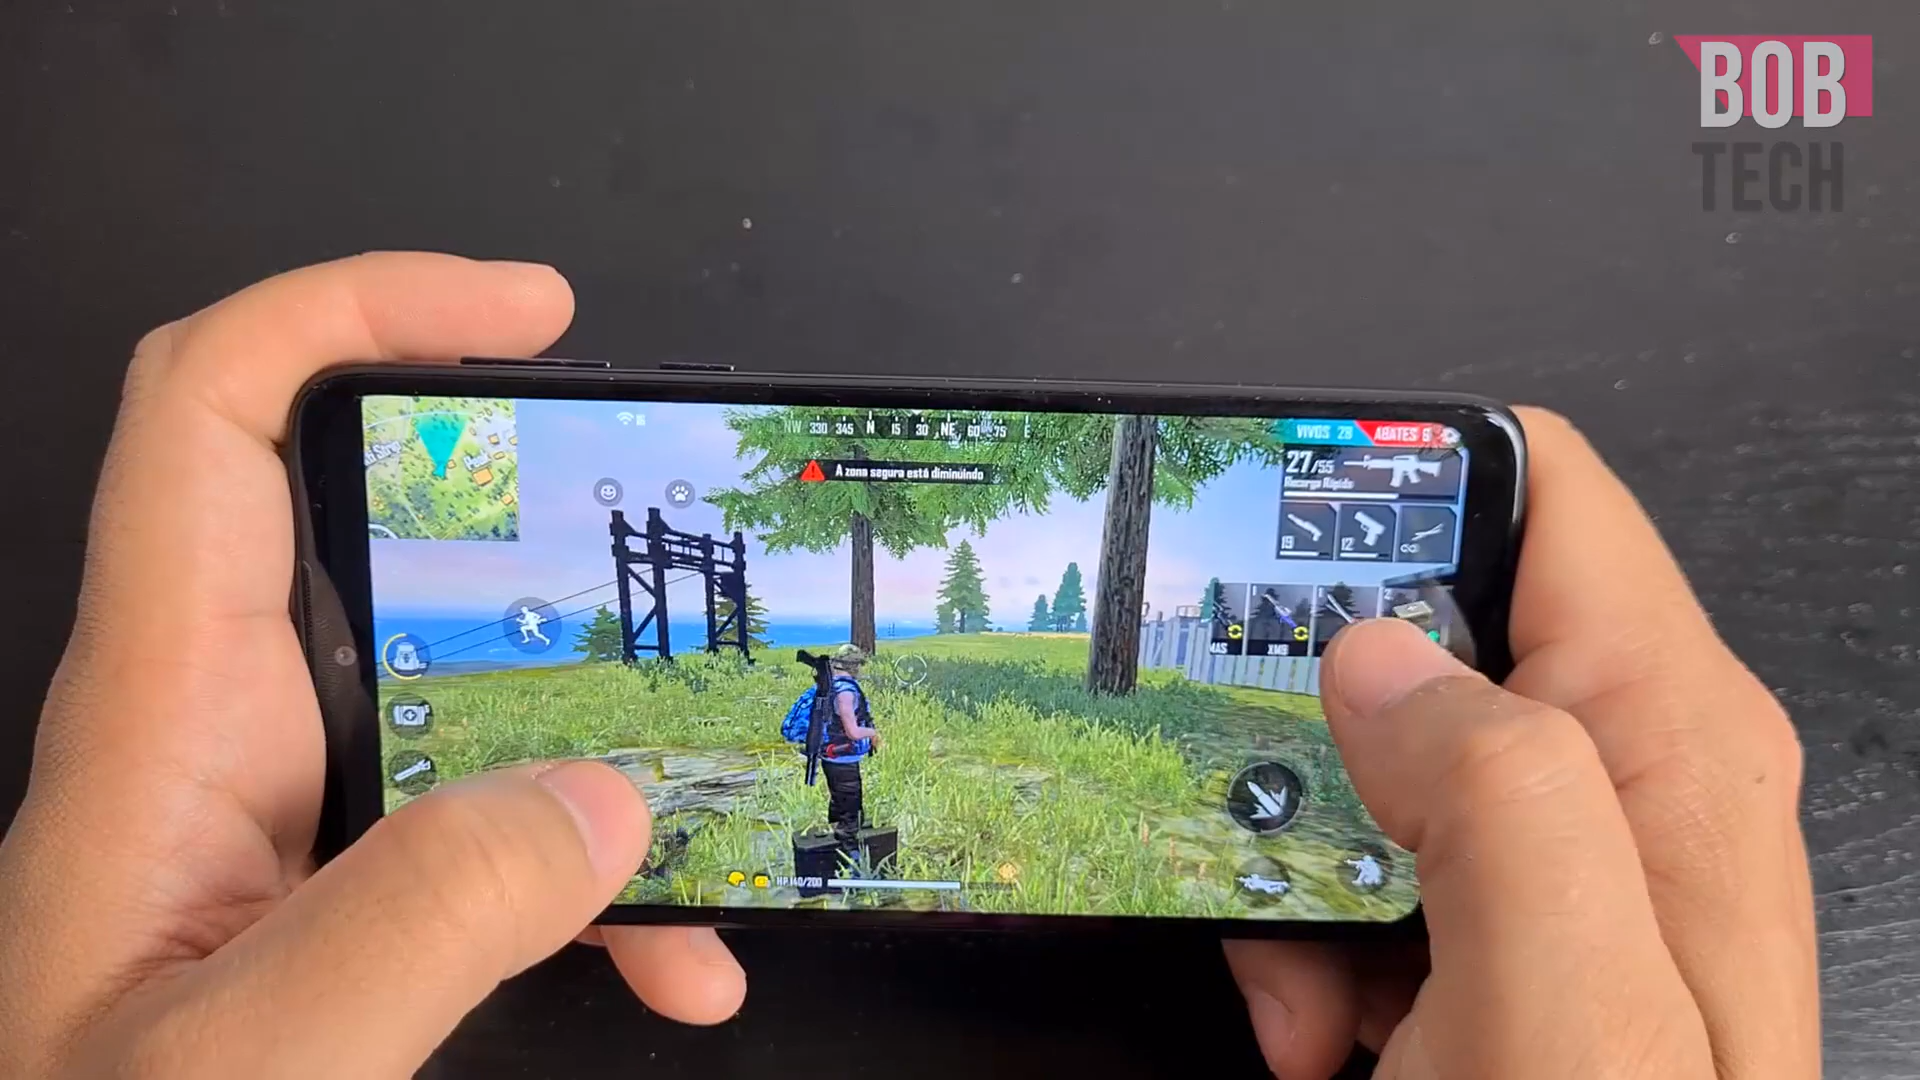 BOB
TECH
NW 330 345 N 15 30 NE 60 75
VIVOS 28 ABATES 6
A zona segura está diminuindo
27/55
Recarga Rápida
19 12
XM8
HP 140/200